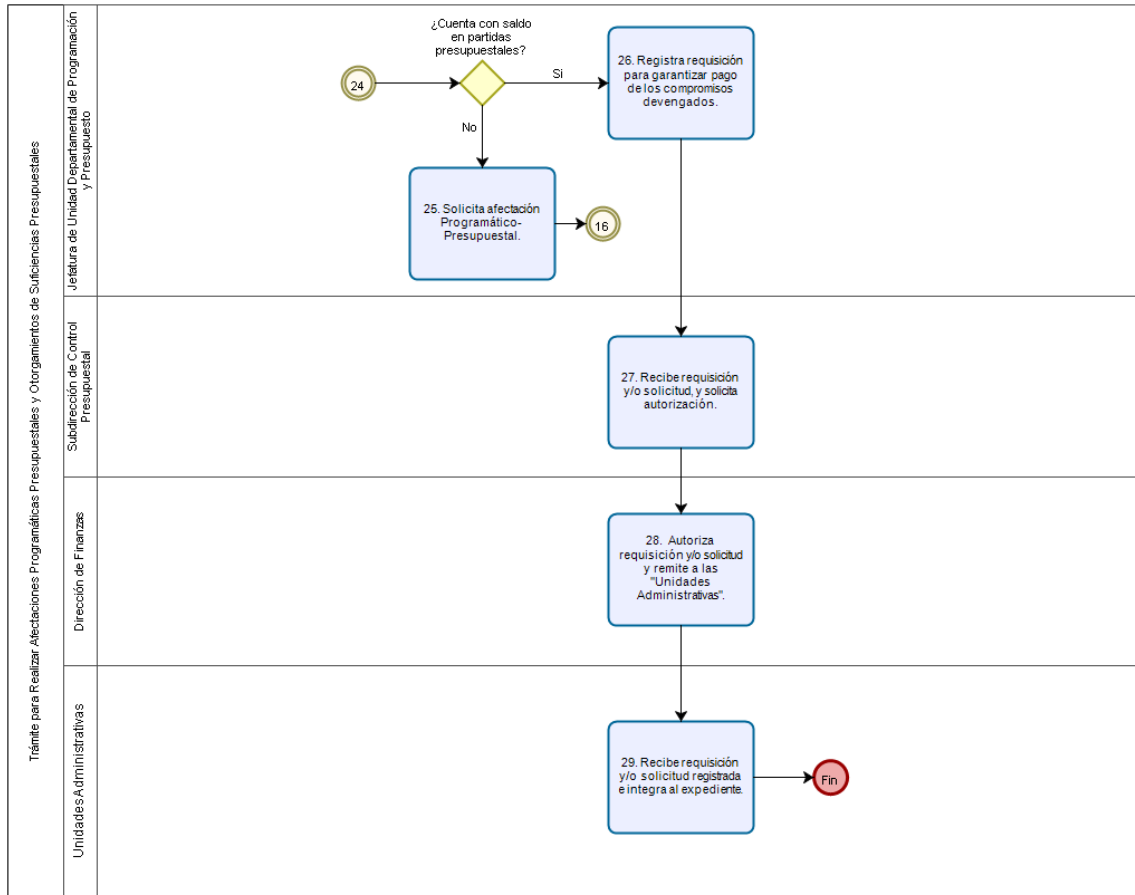 Trámite para Realizar Afectaciones Programáticas Presupuestales y Otorgamientos de Suficiencias Presupuestales
Jefatura de Unidad Departamental de Programación
y Presupuesto
¿Cuenta con saldo
en partidas
presupuestales?
24
Si
No
26. Registra requisición
para garantizar pago
de los compromisos
devengados.
25. Solicita afectación
Programático-
Presupuestal.
16
Subdirección de Control
Presupuestal
27. Recibe requisición
y/o solicitud, y solicita
autorización.
Dirección de Finanzas
28. Autoriza
requisición y/o solicitud
y remite a las
"Unidades
Administrativas".
Unidades Administrativas
29. Recibe requisición
y/o solicitud registrada
e integra al expediente.
Fin